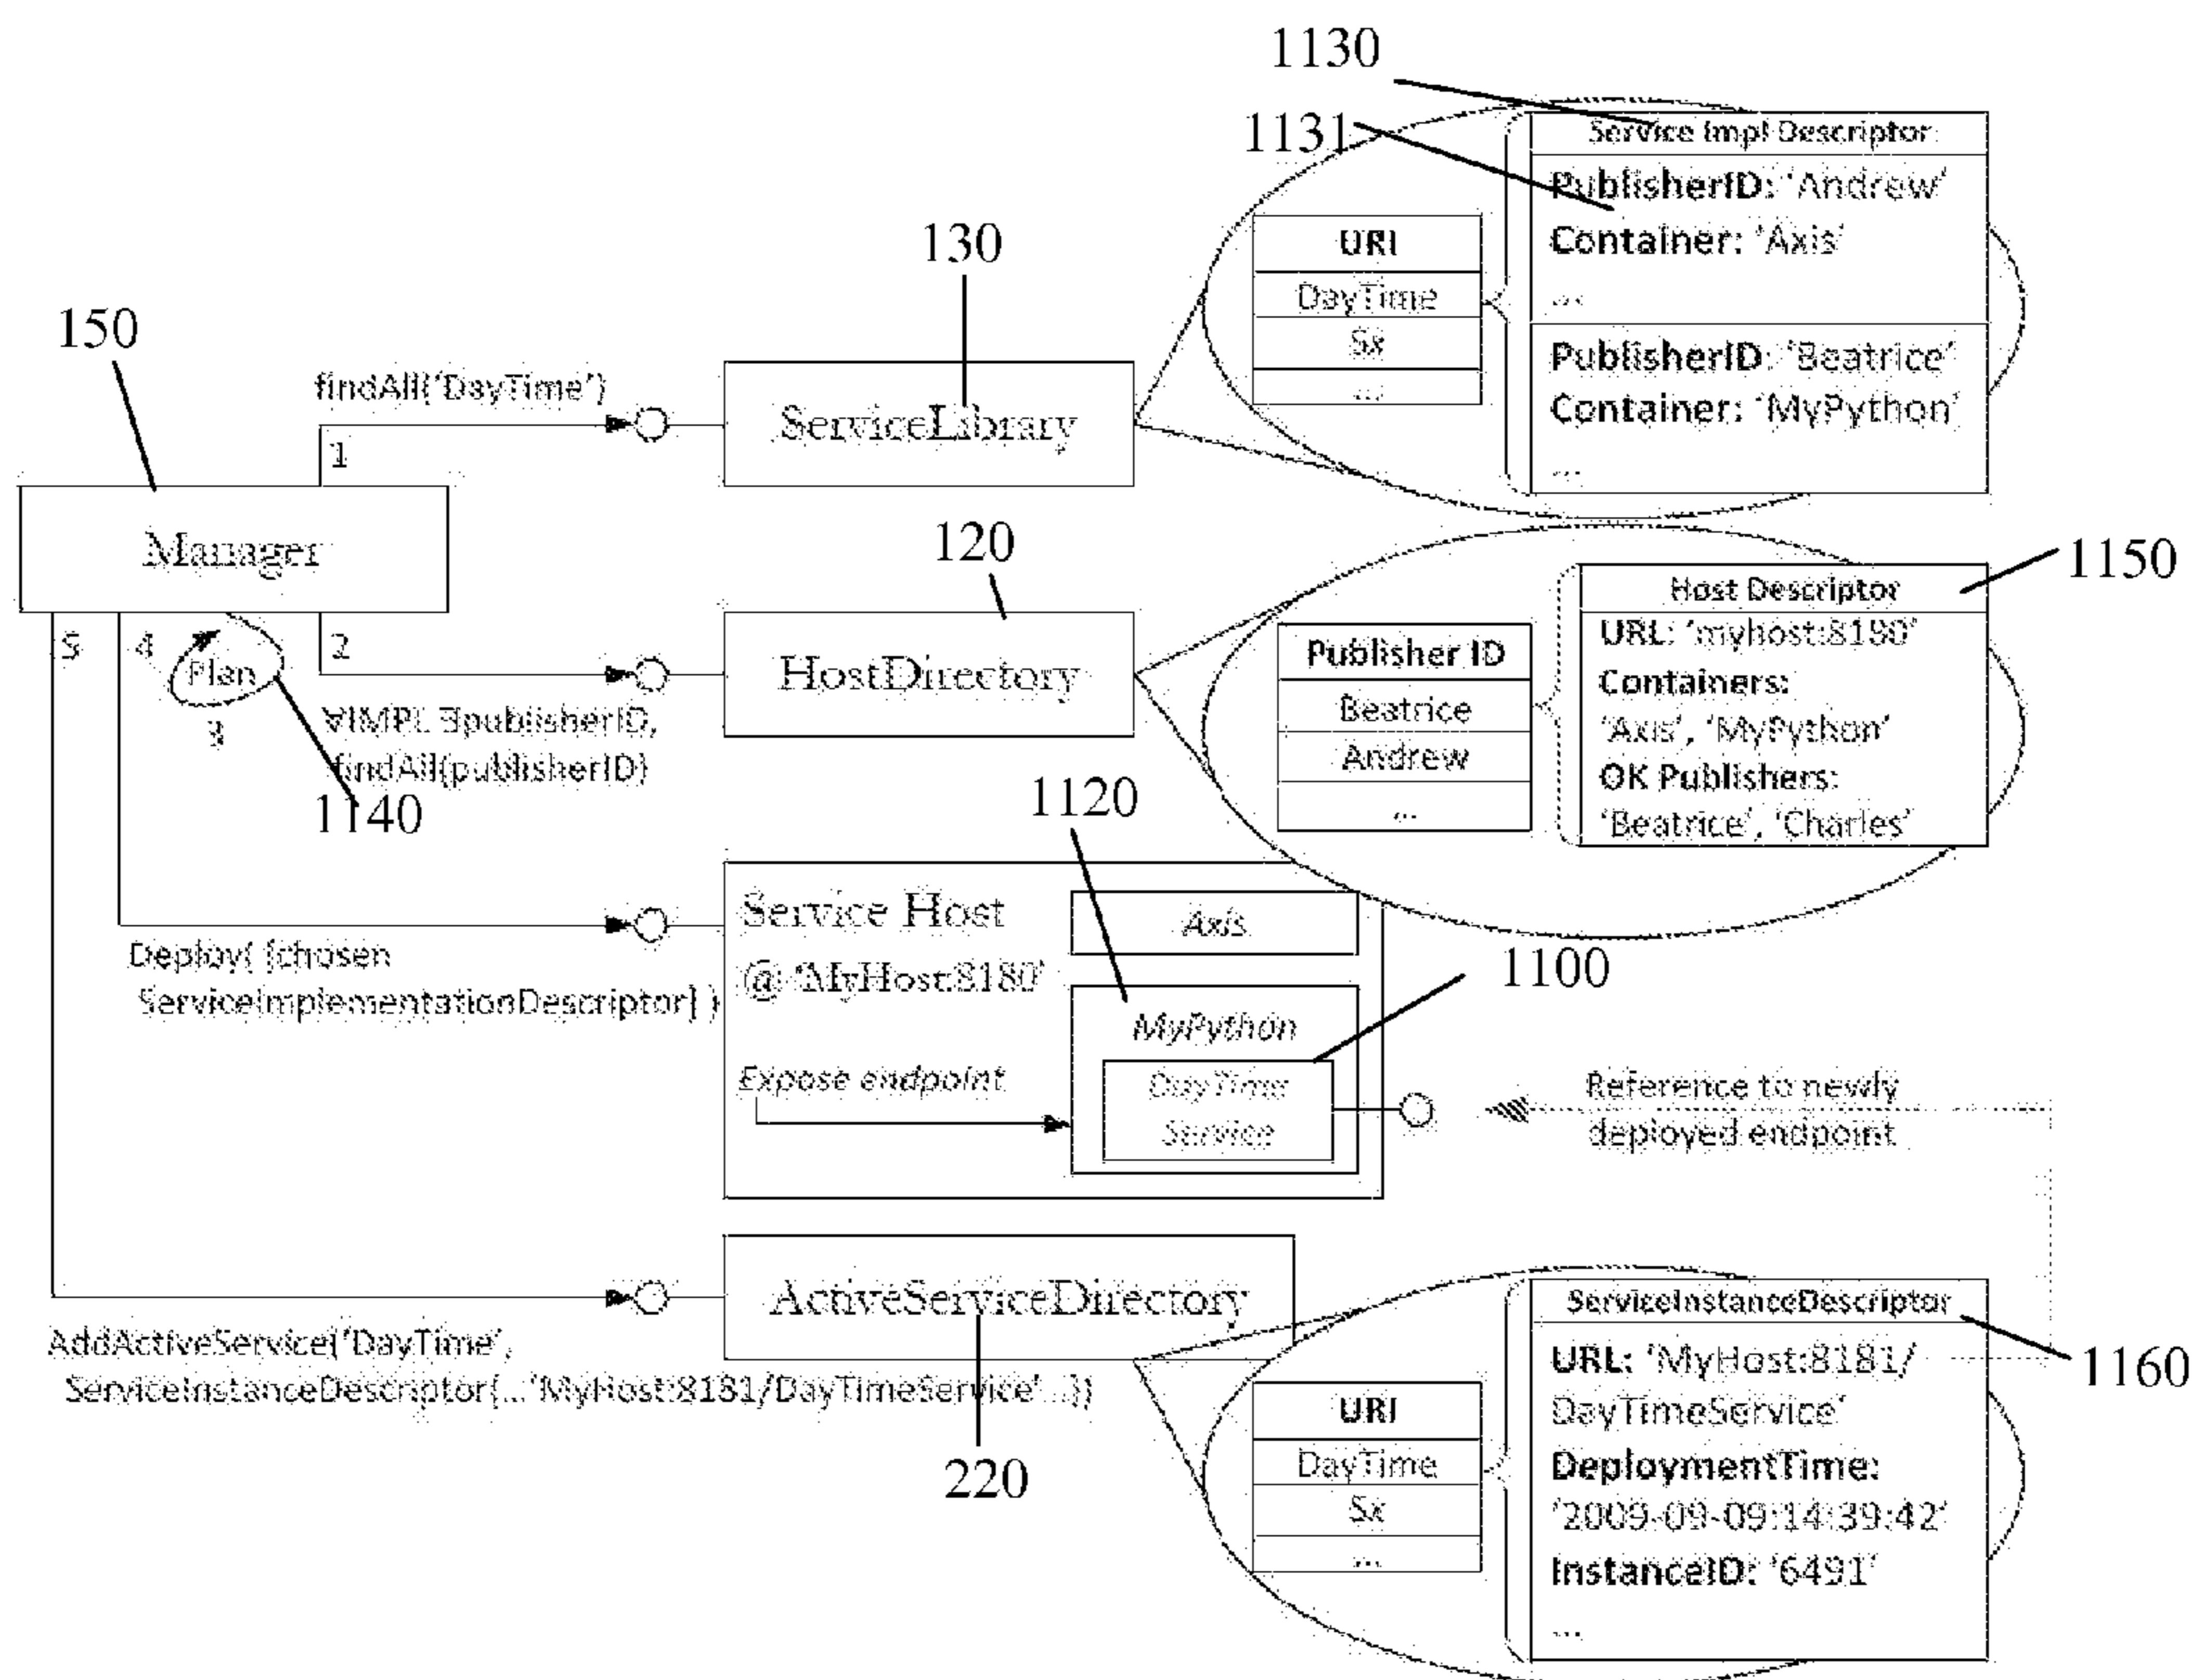 1130
1131
Service Impl Descriptor
PublisherID: 'Andrew'
Container: 'Axis'
...
PublisherID: 'Beatrice'
Container: 'MyPython'
...
URI
DayTime
Sx
...
130
150
findAll('DayTime')
1
ServiceLibrary
Manager
120
1150
Host Descriptor
URL: 'myhost:8180'
Containers:
'Axis', 'MyPython'
OK Publishers:
'Beatrice', 'Charles'
Publisher ID
Beatrice
Andrew
...
5
4
Plan
3
2
HostDirectory
∀IMPL ∃publisherID,
findAll(publisherID)
1140
1120
Service Host
@ 'MyHost:8180'
Axis
Deploy( [chosen
ServiceImplementationDescriptor] )
1100
MyPython
Expose endpoint
DayTime
Service
Reference to newly
deployed endpoint
ActiveServiceDirectory
AddActiveService('DayTime',
ServiceInstanceDescriptor{...'MyHost:8181/DayTimeService'...})
220
ServiceInstanceDescriptor
1160
URL: 'MyHost:8181/
DayTimeService'
DeploymentTime:
'2009-09-09:14:39:42'
InstanceID: '6491'
...
URI
DayTime
Sx
...